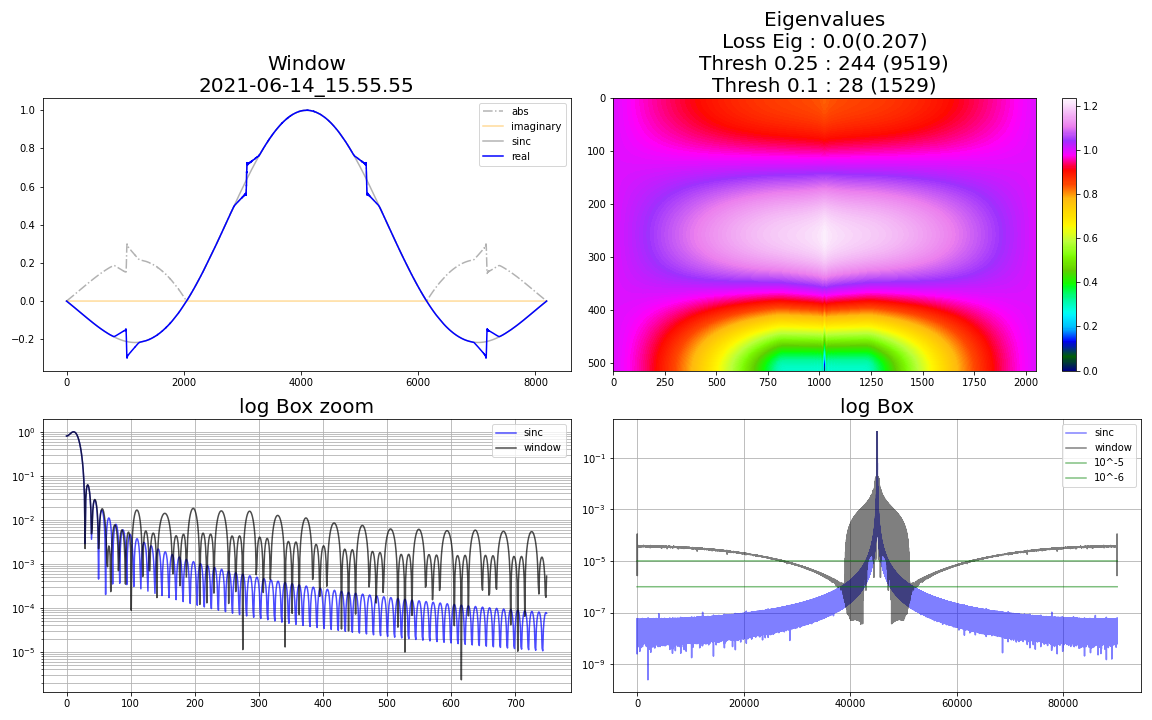 Window
2021-06-14_15.55.55
1.0
0.8
0.6
0.4
0.2
0.0
−0.2
0 2000 4000 6000 8000
abs
imaginary
sinc
real
Eigenvalues
Loss Eig : 0.0(0.207)
Thresh 0.25 : 244 (9519)
Thresh 0.1 : 28 (1529)
0
100
200
300
400
500
0 250 500 750 1000 1250 1500 1750 2000
1.2
1.0
0.8
0.6
0.4
0.2
0.0
log Box zoom
10^0
10^−1
10^−2
10^−3
10^−4
10^−5
0 100 200 300 400 500 600 700
sinc
window
log Box
10^−1
10^−3
10^−5
10^−7
10^−9
0 20000 40000 60000 80000
sinc
window
10^-5
10^-6